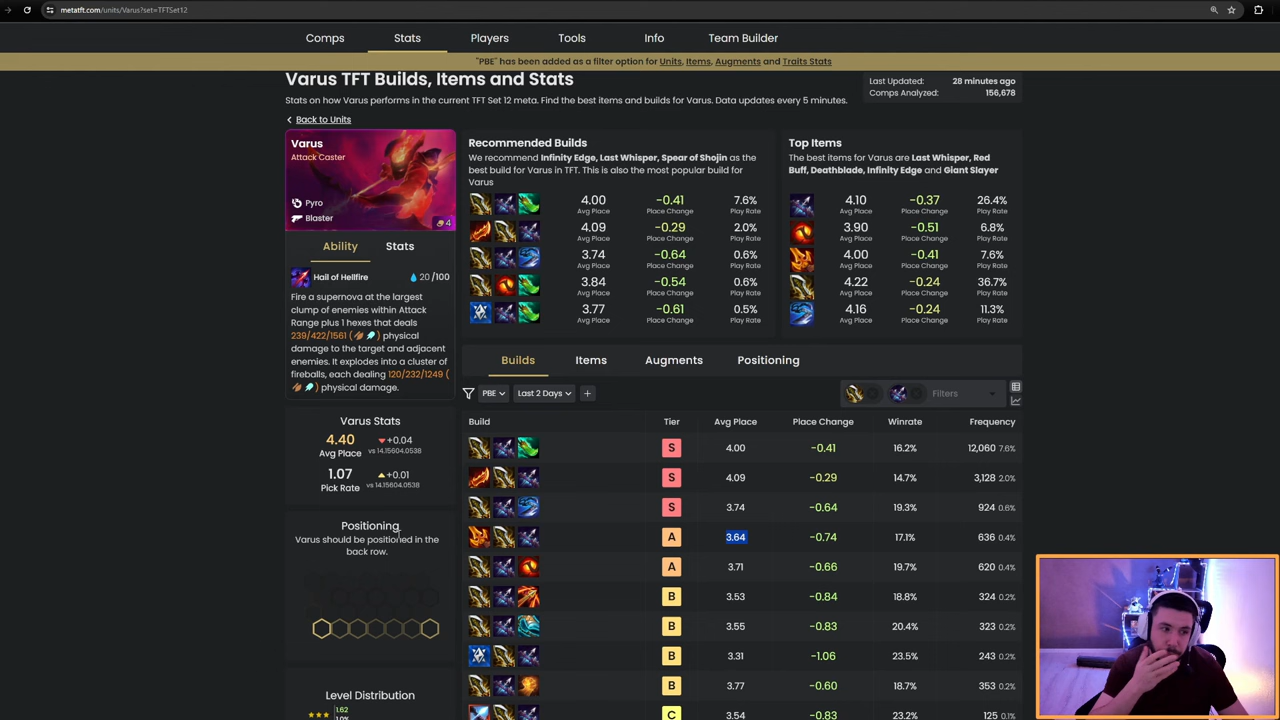 metatft.com/units/Varus?set=TFTSet12
Comps Stats Players Tools Info Team Builder
"PBE" has been added as a filter option for Units, Items, Augments and Traits Stats
Varus TFT Builds, Items and Stats
Stats on how Varus performs in the current TFT Set 12 meta. Find the best items and builds for Varus. Data updates every 5 minutes.
Last Updated: 28 minutes ago
Comps Analyzed: 156,678
Back to Units
Varus
Attack Caster
Pyro
Blaster
4
Ability Stats
Hall of Hellfire 20/100
Fire a supernova at the largest
clump of enemies within Attack
Range plus 1 hexes that deals
239/422/1561 ( ) physical
damage to the target and adjacent
enemies. It explodes into a cluster of
fireballs, each dealing 120/232/1249 (
) physical damage.
Varus Stats
4.40 +0.04
Avg Place vs 14.15604.0538
1.07 +0.01
Pick Rate vs 14.15604.0538
Positioning
Varus should be positioned in the
back row.
Level Distribution
1.62
1.0%
Recommended Builds
We recommend Infinity Edge, Last Whisper, Spear of Shojin as the
best build for Varus in TFT. This is also the most popular build for
Varus
4.00 -0.41 7.6%
Avg Place Place Change Play Rate
4.09 -0.29 2.0%
Avg Place Place Change Play Rate
3.74 -0.64 0.6%
Avg Place Place Change Play Rate
3.84 -0.54 0.6%
Avg Place Place Change Play Rate
3.77 -0.61 0.5%
Avg Place Place Change Play Rate
Top Items
The best items for Varus are Last Whisper, Red
Buff, Deathblade, Infinity Edge and Giant Slayer
4.10 -0.37 26.4%
Avg Place Place Change Play Rate
3.90 -0.51 6.8%
Avg Place Place Change Play Rate
4.00 -0.41 7.6%
Avg Place Place Change Play Rate
4.22 -0.24 36.7%
Avg Place Place Change Play Rate
4.16 -0.24 11.3%
Avg Place Place Change Play Rate
Builds Items Augments Positioning
PBE Last 2 Days + Filters
Build Tier Avg Place Place Change Winrate Frequency
S 4.00 -0.41 16.2% 12,060 7.6%
S 4.09 -0.29 14.7% 3,128 2.0%
S 3.74 -0.64 19.3% 924 0.6%
A 3.64 -0.74 17.1% 636 0.4%
A 3.71 -0.66 19.7% 620 0.4%
B 3.53 -0.84 18.8% 324 0.2%
B 3.55 -0.83 20.4% 323 0.2%
B 3.31 -1.06 23.5% 243 0.2%
B 3.77 -0.60 18.7% 353 0.2%
C 3.54 -0.83 23.2% 125 0.1%